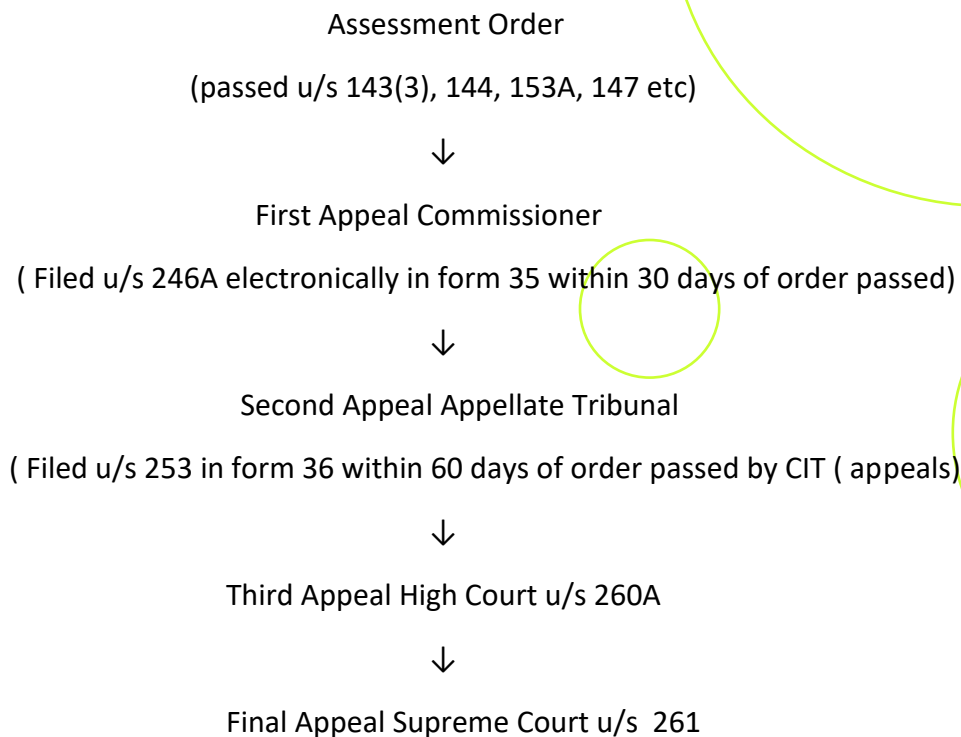 Assessment Order
(passed u/s 143(3), 144, 153A, 147 etc)
↓
First Appeal Commissioner
( Filed u/s 246A electronically in form 35 within 30 days of order passed)
↓
Second Appeal Appellate Tribunal
( Filed u/s 253 in form 36 within 60 days of order passed by CIT ( appeals)
↓
Third Appeal High Court u/s 260A
↓
Final Appeal Supreme Court u/s  261